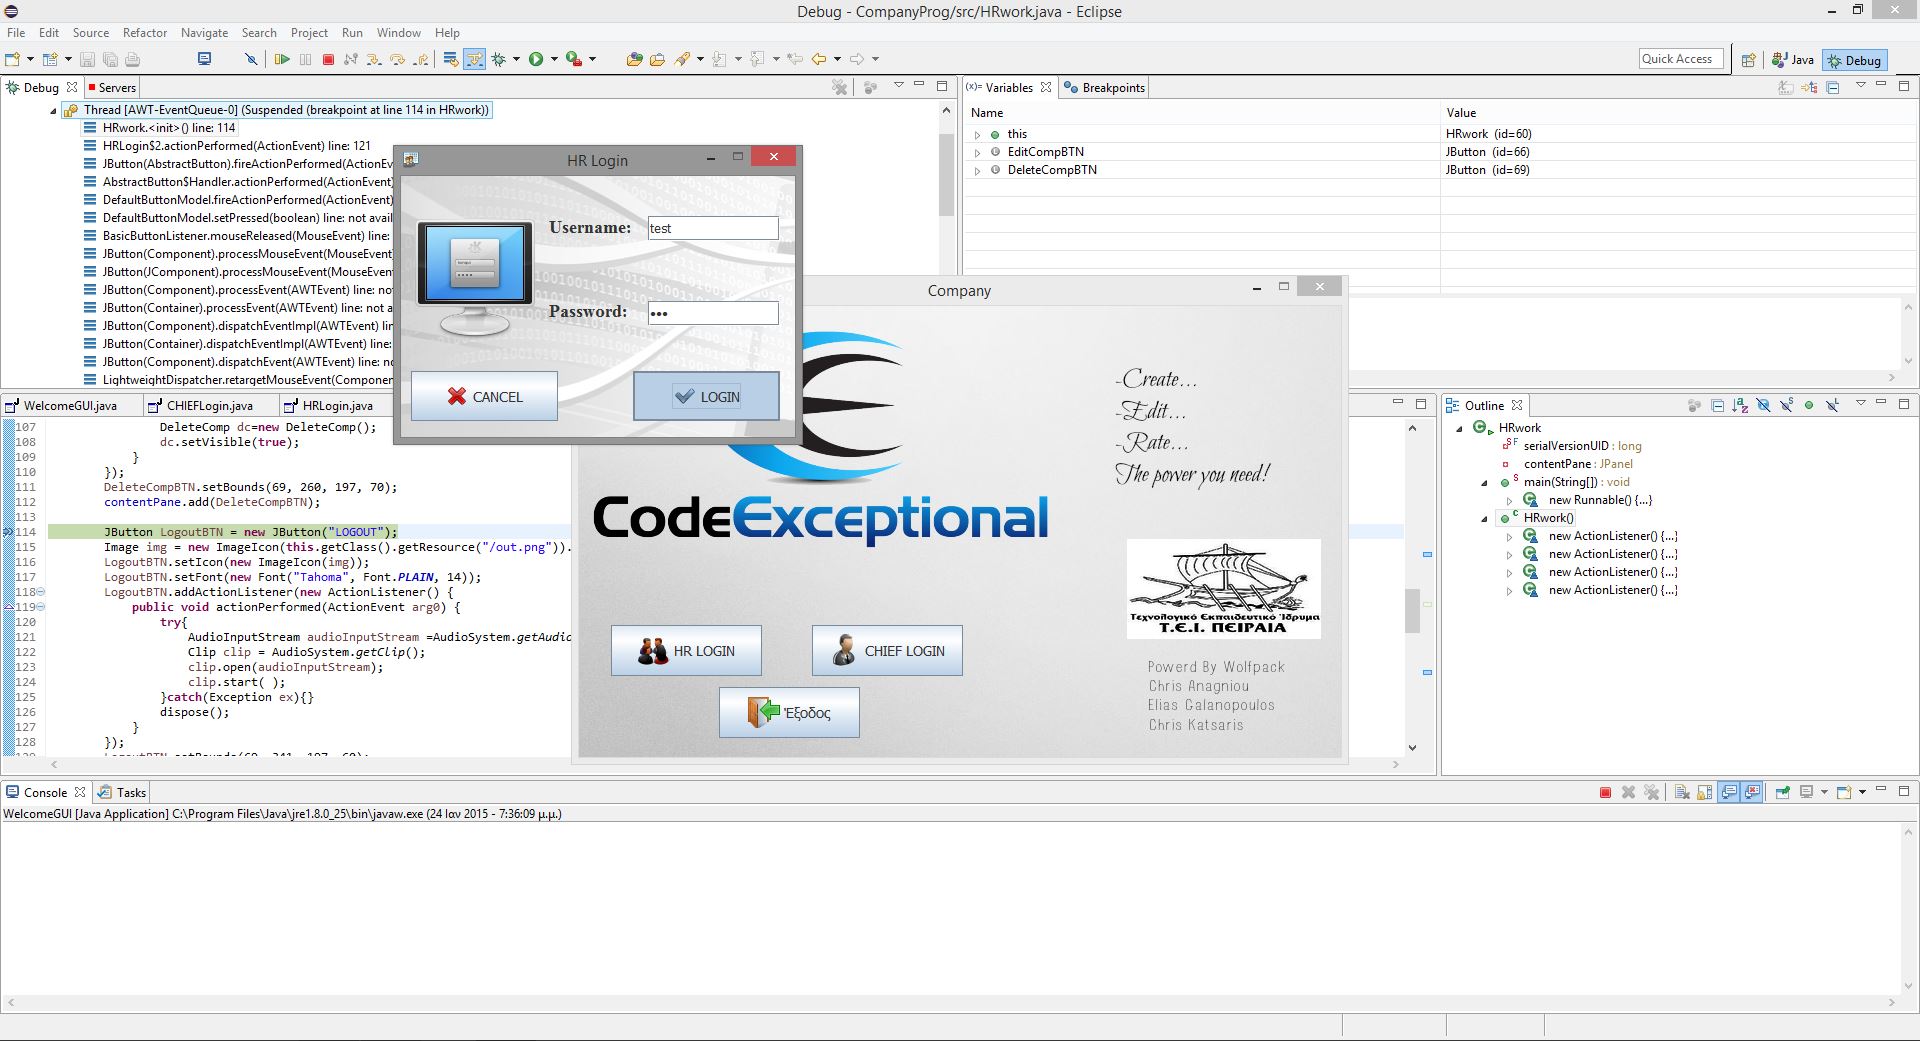 Debug - CompanyProg/src/HRwork.java - Eclipse
File Edit Source Refactor Navigate Search Project Run Window Help
Quick Access
Java
Debug
Debug
Servers
Thread [AWT-EventQueue-0] (Suspended (breakpoint at line 114 in HRwork))
HRwork.<init>() line: 114
HRLogin$2.actionPerformed(ActionEvent) line: 121
JButton(AbstractButton).fireActionPerformed(ActionEv
AbstractButton$Handler.actionPerformed(ActionEvent)
DefaultButtonModel.fireActionPerformed(ActionEvent)
DefaultButtonModel.setPressed(boolean) line: not avail
BasicButtonListener.mouseReleased(MouseEvent) line:
JButton(Component).processMouseEvent(MouseEvent)
JButton(JComponent).processMouseEvent(MouseEvent
JButton(Component).processEvent(AWTEvent) line: not
JButton(Container).processEvent(AWTEvent) line: not a
JButton(Component).dispatchEventImpl(AWTEvent) line
JButton(Container).dispatchEventImpl(AWTEvent) line:
JButton(Component).dispatchEvent(AWTEvent) line: no
LightweightDispatcher.retargetMouseEvent(Componen
(x)= Variables
Breakpoints
Name Value
this HRwork (id=60)
EditCompBTN JButton (id=66)
DeleteCompBTN JButton (id=69)
HR Login
Username: test
Password: •••
CANCEL
LOGIN
Company
-Create...
-Edit...
-Rate...
The power you need!
CodeExceptional
Τεχνολογικό Εκπαιδευτικό Ίδρυμα
Τ.Ε.Ι. ΠΕΙΡΑΙΑ
HR LOGIN
CHIEF LOGIN
Έξοδος
Powerd By Wolfpack
Chris Anagniou
Elias Galanopoulos
Chris Katsaris
WelcomeGUI.java
CHIEFLogin.java
HRLogin.java
107 DeleteComp dc=new DeleteComp();
108 dc.setVisible(true);
109 }
110 });
111 DeleteCompBTN.setBounds(69, 260, 197, 70);
112 contentPane.add(DeleteCompBTN);
113
114 JButton LogoutBTN = new JButton("LOGOUT");
115 Image img = new ImageIcon(this.getClass().getResource("/out.png")).
116 LogoutBTN.setIcon(new ImageIcon(img));
117 LogoutBTN.setFont(new Font("Tahoma", Font.PLAIN, 14));
118 LogoutBTN.addActionListener(new ActionListener() {
119 public void actionPerformed(ActionEvent arg0) {
120 try{
121 AudioInputStream audioInputStream =AudioSystem.getAudio
122 Clip clip = AudioSystem.getClip();
123 clip.open(audioInputStream);
124 clip.start( );
125 }catch(Exception ex){}
126 dispose();
127 }
128 });
Outline
HRwork
serialVersionUID : long
contentPane : JPanel
main(String[]) : void
new Runnable() {...}
HRwork()
new ActionListener() {...}
new ActionListener() {...}
new ActionListener() {...}
new ActionListener() {...}
Console
Tasks
WelcomeGUI [Java Application] C:\Program Files\Java\jre1.8.0_25\bin\javaw.exe (24 Ιαν 2015 - 7:36:09 μ.μ.)